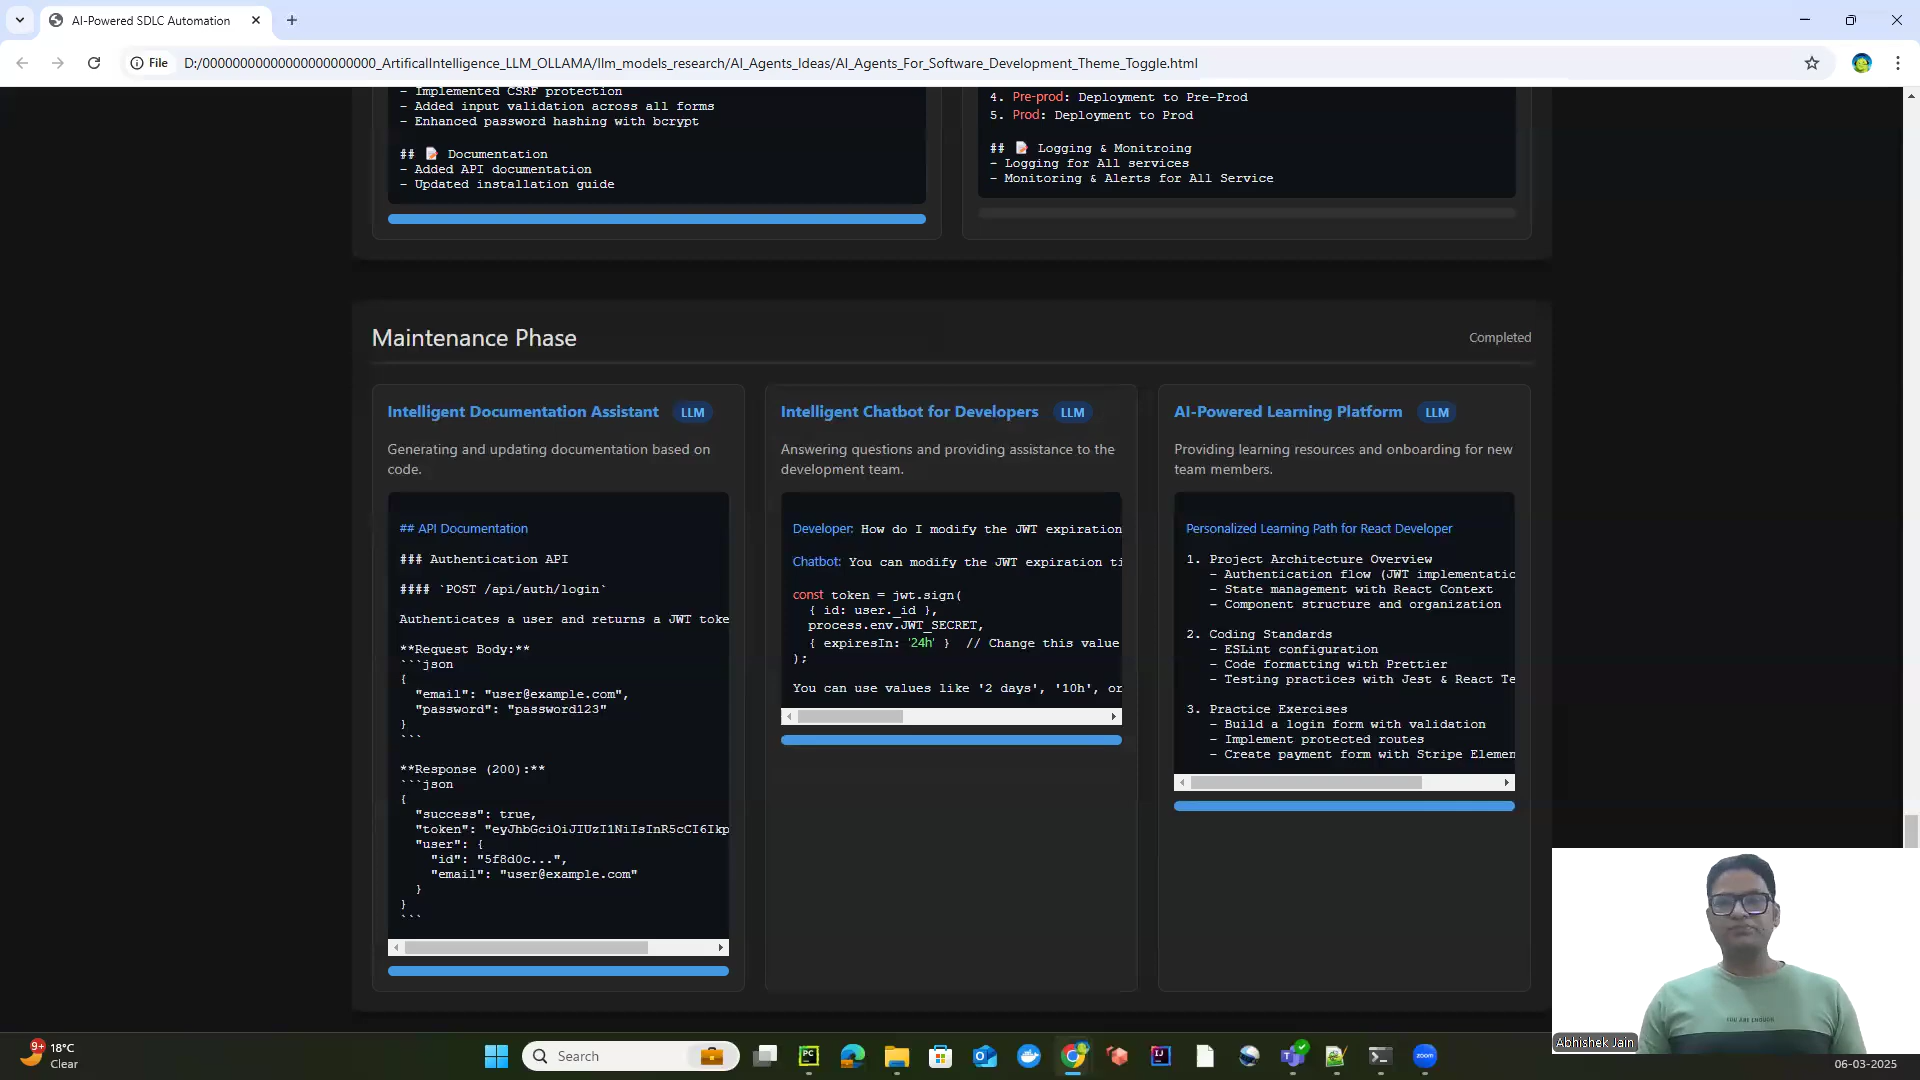 AI-Powered SDLC Automation
File
D:/00000000000000000000000_ArtificalIntelligence_LLM_OLLAMA/llm_models_research/AI_Agents_Ideas/AI_Agents_For_Software_Development_Theme_Toggle.html
- Implemented CSRF protection
- Added input validation across all forms
- Enhanced password hashing with bcrypt
## 📝 Documentation
- Added API documentation
- Updated installation guide
4. Pre-prod: Deployment to Pre-Prod
5. Prod: Deployment to Prod
## 📝 Logging & Monitroing
- Logging for All services
- Monitoring & Alerts for All Service
Maintenance Phase
Completed
Intelligent Documentation Assistant LLM
Generating and updating documentation based on
code.
## API Documentation
### Authentication API
#### `POST /api/auth/login`
Authenticates a user and returns a JWT toke
**Request Body:**
```json
{
"email": "user@example.com",
"password": "password123"
}
```
**Response (200):**
```json
{
"success": true,
"token": "eyJhbGciOiJIUzI1NiIsInR5cCI6Ikp
"user": {
"id": "5f8d0c...",
"email": "user@example.com"
}
}
```
Intelligent Chatbot for Developers LLM
Answering questions and providing assistance to the
development team.
Developer: How do I modify the JWT expiration
Chatbot: You can modify the JWT expiration ti
const token = jwt.sign(
{ id: user._id },
process.env.JWT_SECRET,
{ expiresIn: '24h' } // Change this value
);
You can use values like '2 days', '10h', or
AI-Powered Learning Platform LLM
Providing learning resources and onboarding for new
team members.
Personalized Learning Path for React Developer
1. Project Architecture Overview
- Authentication flow (JWT implementatio
- State management with React Context
- Component structure and organization
2. Coding Standards
- ESLint configuration
- Code formatting with Prettier
- Testing practices with Jest & React Te
3. Practice Exercises
- Build a login form with validation
- Implement protected routes
- Create payment form with Stripe Elemen
YOU ARE ENOUGH
Abhishek Jain
9+
18°C
Clear
Search
PC
IJ
zoom
06-03-2025